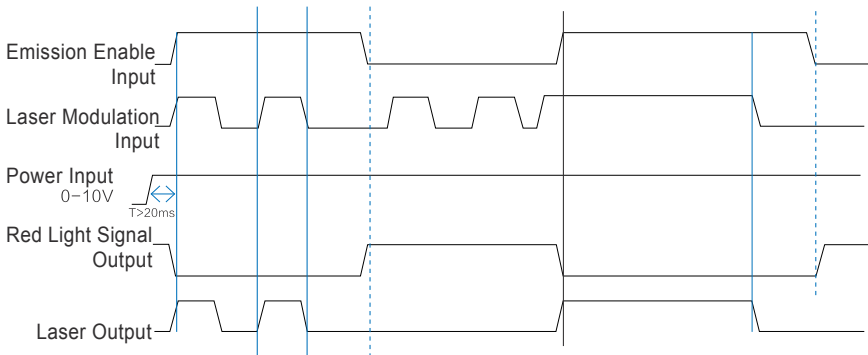 Emission Enable
Input
Laser Modulation
Input
Power Input
0–10V
T>20ms
Red Light Signal
Output
Laser Output